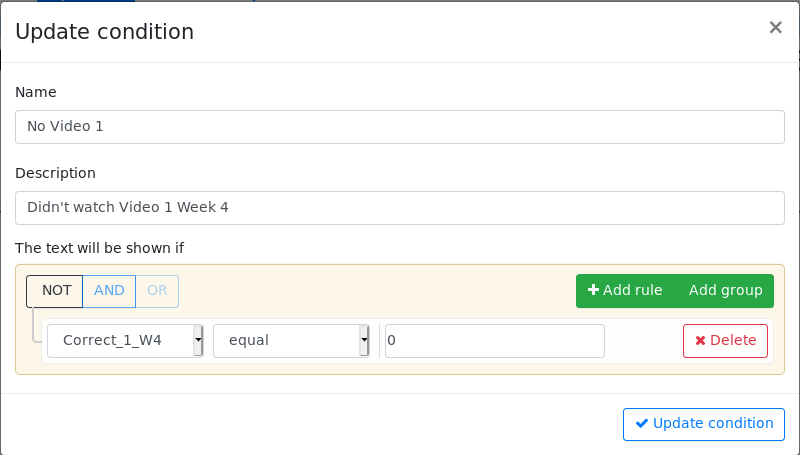 Update condition ×
Name
No Video 1
Description
Didn't watch Video 1 Week 4
The text will be shown if
NOT AND OR Add rule Add group
Correct_1_W4 equal 0 Delete
Update condition